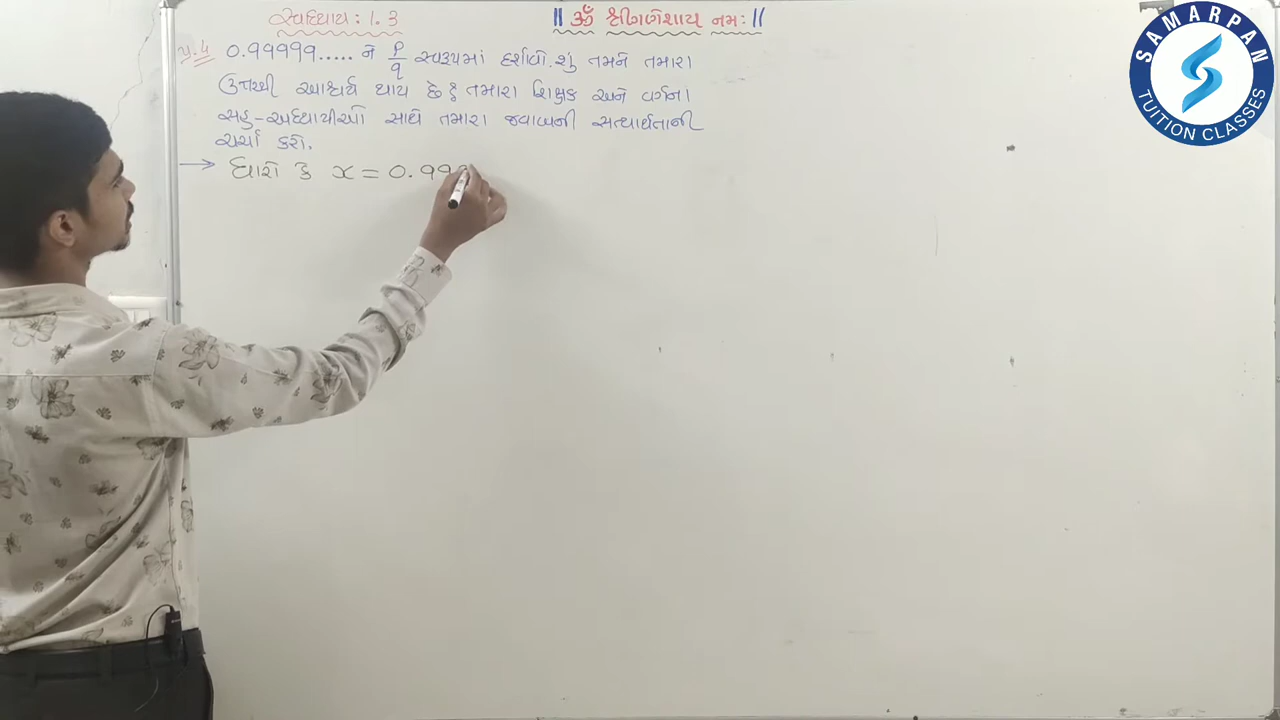 સ્વાધ્યાય : 1.3
|| ૐ શ્રી ગણેશાય નમઃ ||
પ્ર.4 0.99999..... ને p/q સ્વરૂપમાં દર્શાવો. શું તમને તમારા
ઉત્તરથી આશ્ચર્ય થાય છે? તમારા શિક્ષક અને વર્ગના
સહ-અધ્યાયીઓ સાથે તમારા જવાબની સત્યાર્થતાની
ચર્ચા કરો.
→ ધારો કે x = 0.999
SAMARPAN
TUITION CLASSES